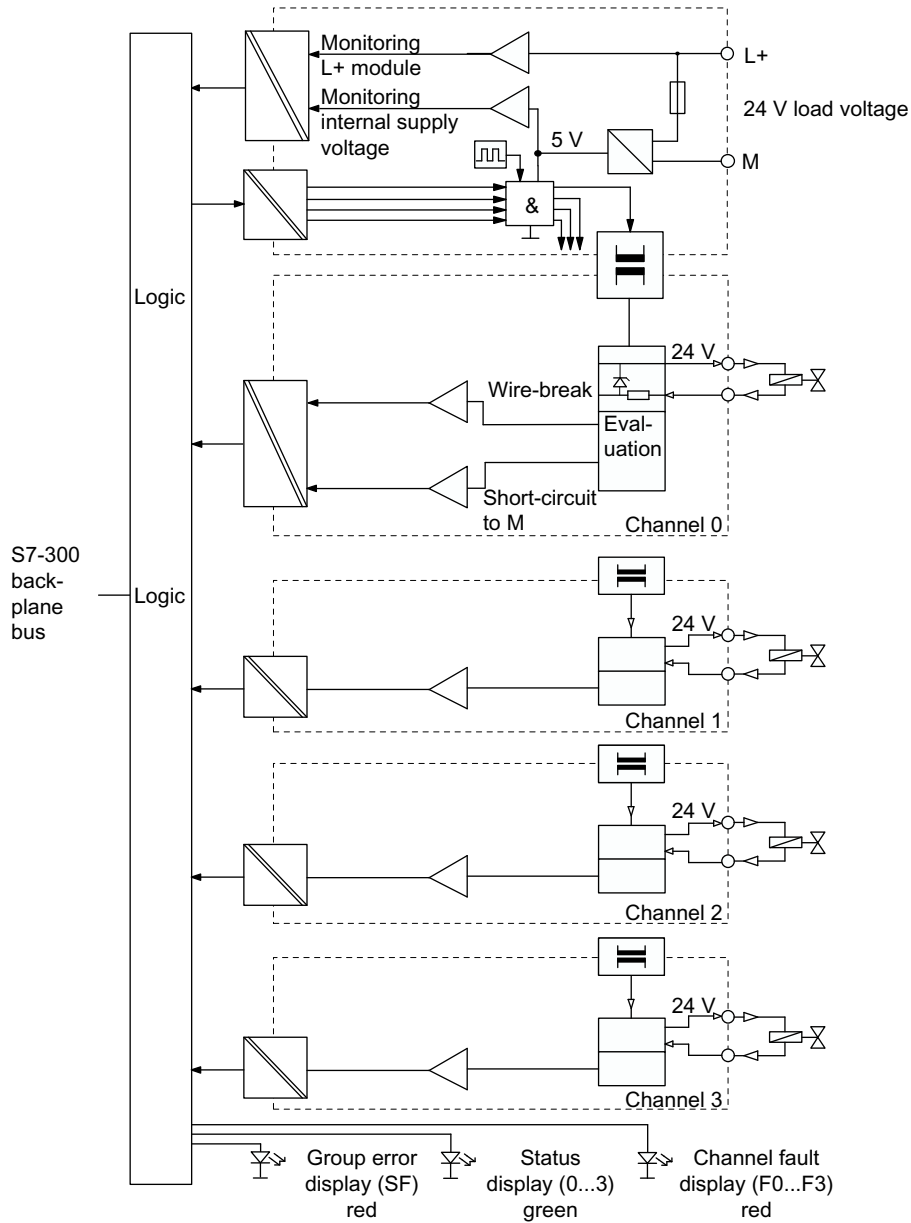 Monitoring
L+ module
L+
Monitoring
internal supply
voltage
24 V load voltage
5 V
M
&
Logic
24 V
Wire-break
Eval-
uation
Short-circuit
to M
Channel 0
S7-300
back-
plane
bus
Logic
24 V
Channel 1
24 V
Channel 2
24 V
Channel 3
Group error
display (SF)
red
Status
display (0...3)
green
Channel fault
display (F0...F3)
red